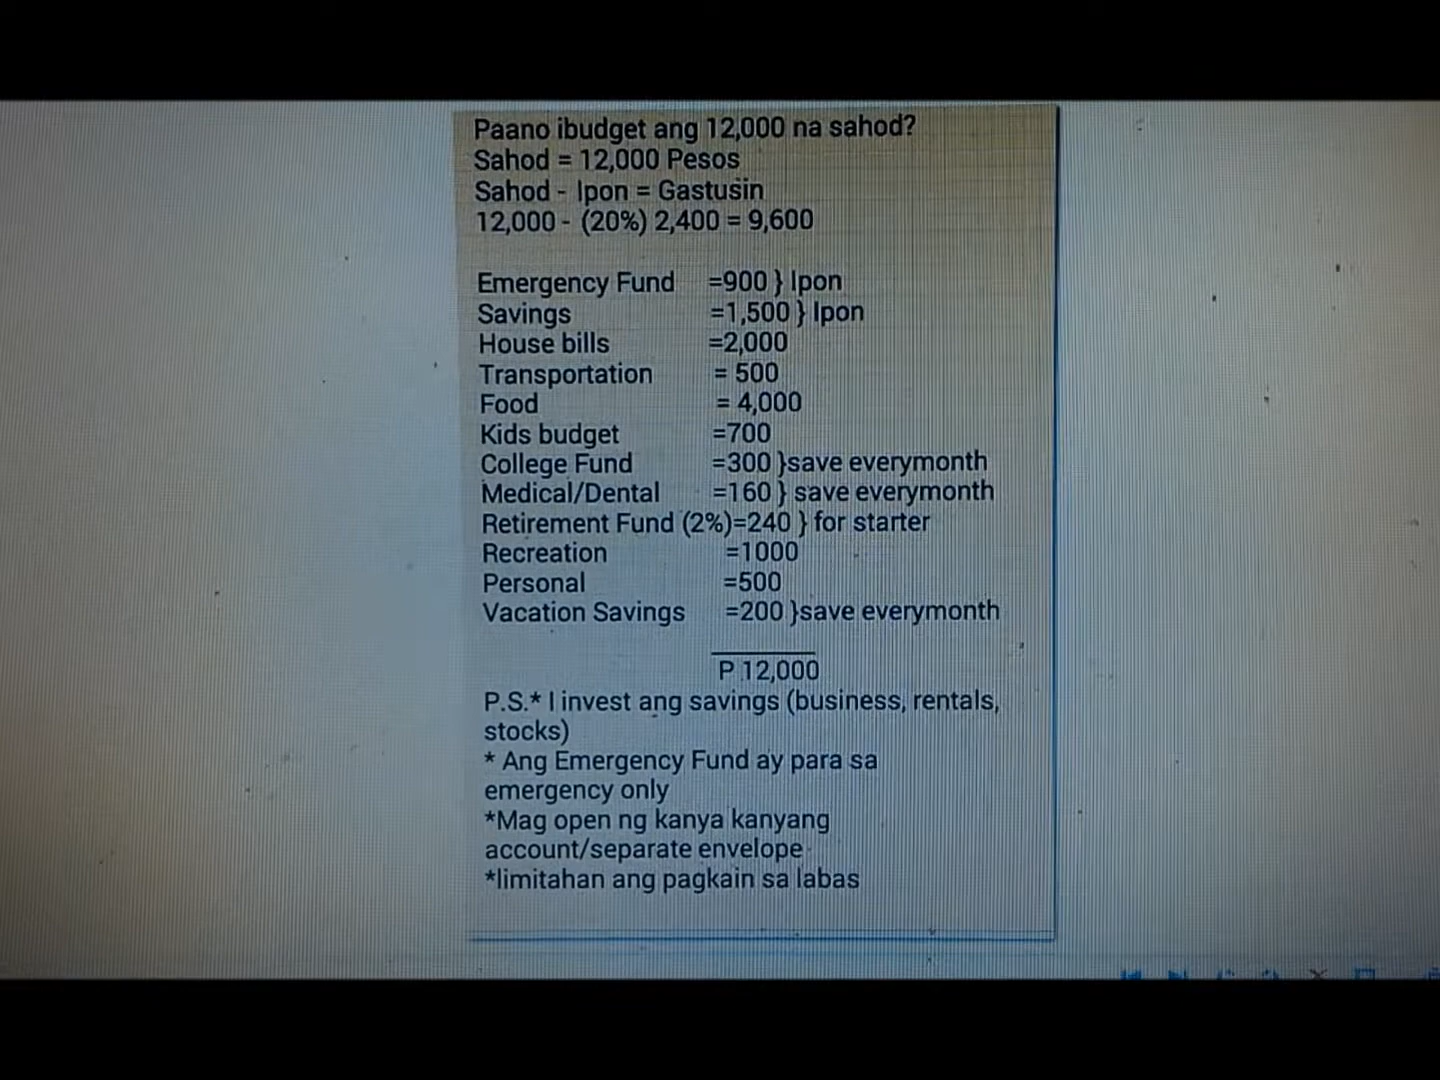 Paano ibudget ang 12,000 na sahod?
Sahod = 12,000 Pesos
Sahod - Ipon = Gastusin
12,000 - (20%) 2,400 = 9,600
Emergency Fund =900 } Ipon
Savings =1,500 } Ipon
House bills =2,000
Transportation = 500
Food = 4,000
Kids budget =700
College Fund =300 }save everymonth
Medical/Dental =160 } save everymonth
Retirement Fund (2%)=240 } for starter
Recreation =1000
Personal =500
Vacation Savings =200 }save everymonth
P 12,000
P.S.* I invest ang savings (business, rentals,
stocks)
* Ang Emergency Fund ay para sa
emergency only
*Mag open ng kanya kanyang
account/separate envelope
*limitahan ang pagkain sa labas